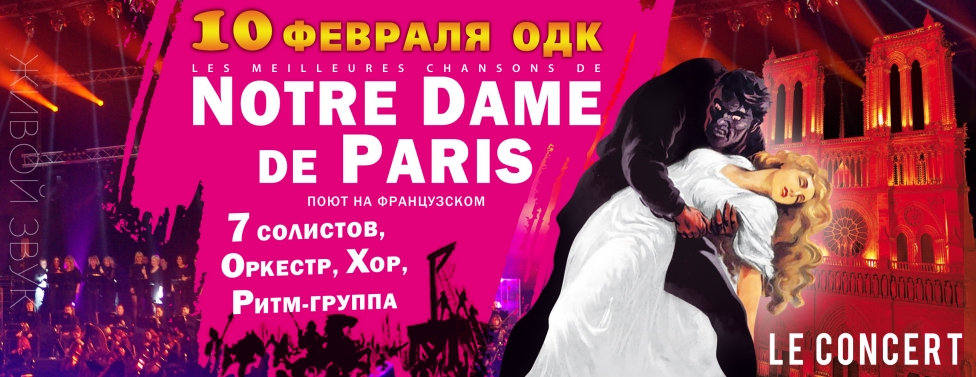 10 ФЕВРАЛЯ ОДК
LES MEILLEURES CHANSONS DE
NOTRE DAME
DE PARIS
ПОЮТ НА ФРАНЦУЗСКОМ
7 СОЛИСТОВ,
ОРКЕСТР, ХОР,
РИТМ-ГРУППА
ЖИВОЙ ЗВУК
LE CONCERT